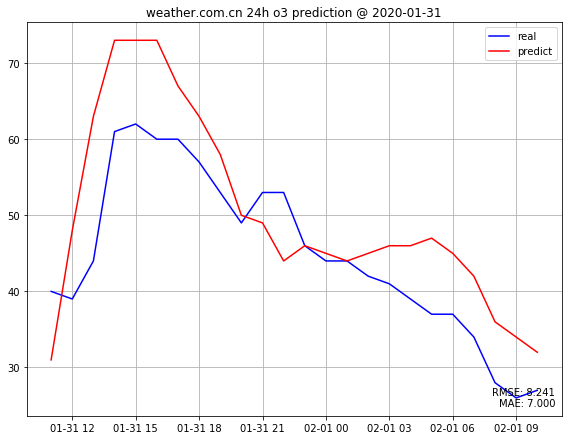 weather.com.cn 24h o3 prediction @ 2020-01-31
real
predict
70
60
50
40
30
RMSE: 8.241
MAE: 7.000
01-31 12 01-31 15 01-31 18 01-31 21 02-01 00 02-01 03 02-01 06 02-01 09